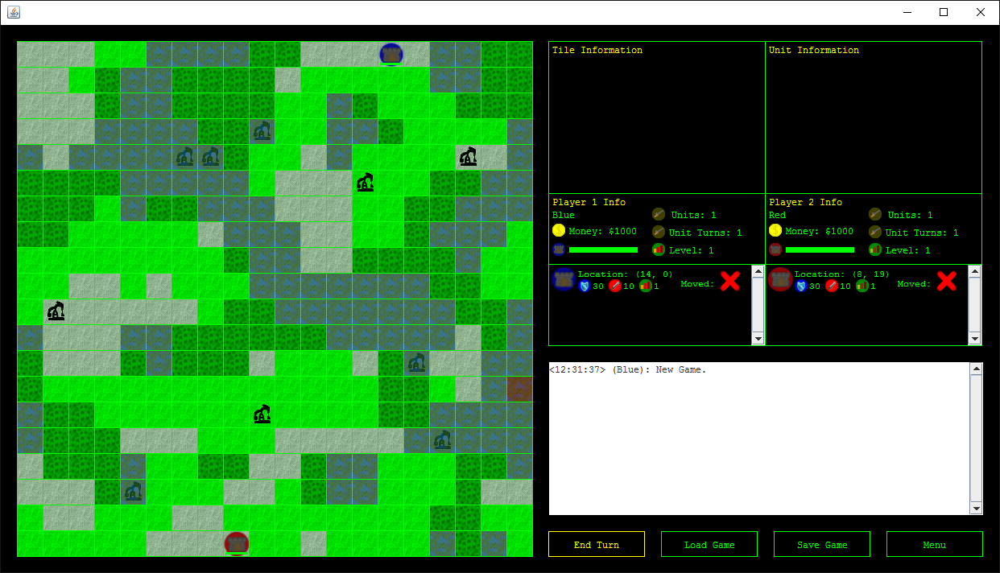 Tile Information
Unit Information
Player 1 Info
Blue
Units: 1
Money: $1000
Unit Turns: 1
Level: 1
Player 2 Info
Red
Units: 1
Money: $1000
Unit Turns: 1
Level: 1
Location: (14, 0)
30 10 1
Moved:
Location: (8, 19)
30 10 1
Moved:
<12:31:37> (Blue): New Game.
End Turn
Load Game
Save Game
Menu